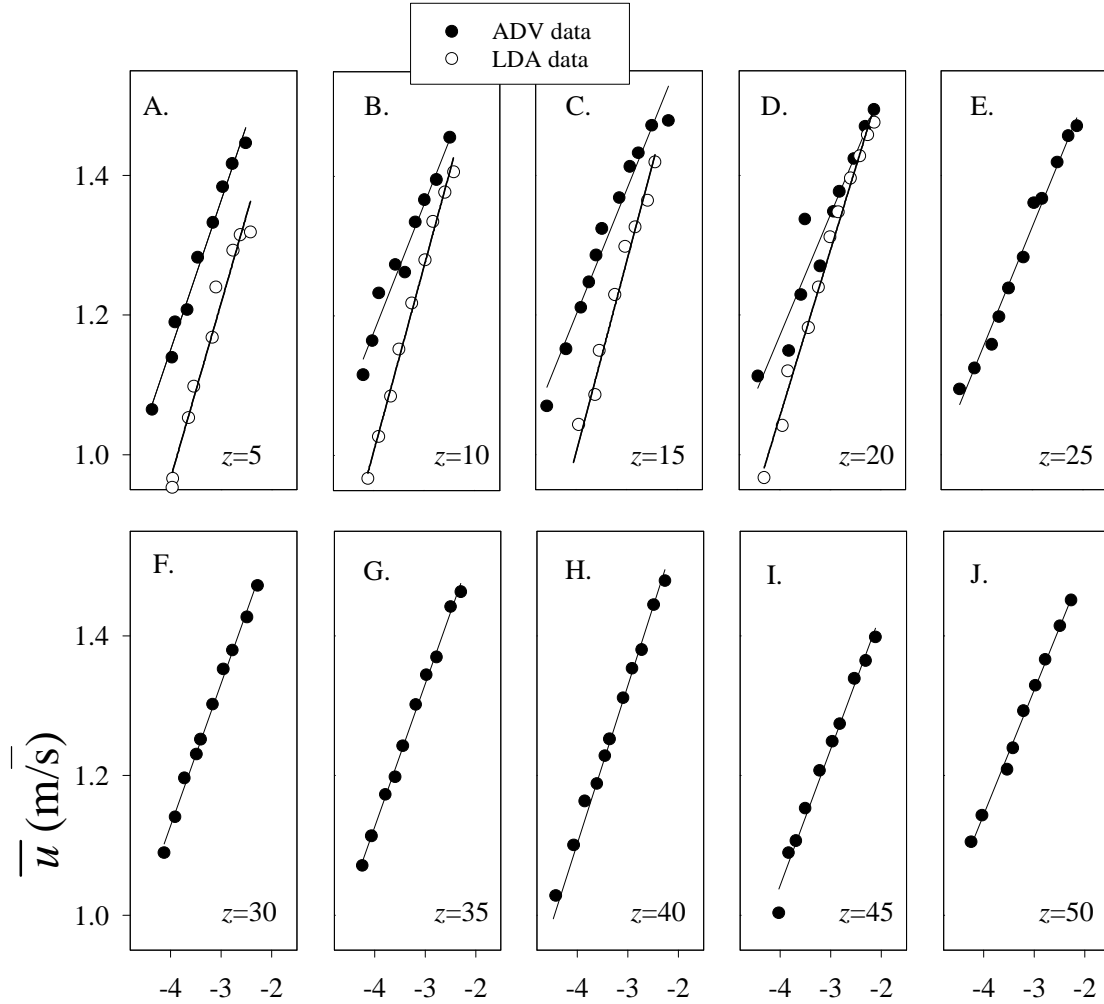 ADV data
LDA data
A.
B.
C.
D.
E.
1.4
1.2
1.0
z=5
z=10
z=15
z=20
z=25
F.
G.
H.
I.
J.
1.4
1.2
1.0
u̅ (m/s̅)
z=30
z=35
z=40
z=45
z=50
-4 -3 -2
-4 -3 -2
-4 -3 -2
-4 -3 -2
-4 -3 -2